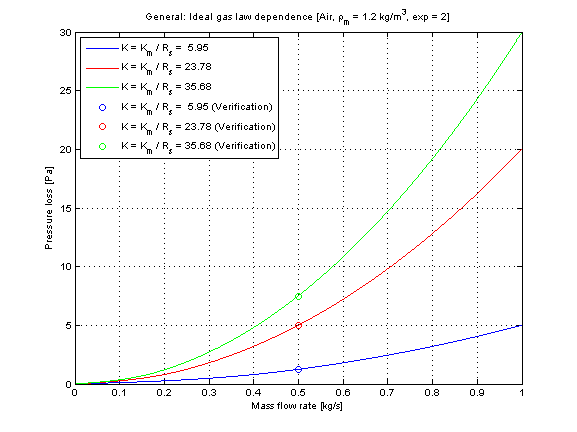 General: Ideal gas law dependence [Air, ρm = 1.2 kg/m³, exp = 2]
30
25
20
15
10
5
0
Pressure loss [Pa]
K = Km / Rs = 5.95
K = Km / Rs = 23.78
K = Km / Rs = 35.68
K = Km / Rs = 5.95 (Verification)
K = Km / Rs = 23.78 (Verification)
K = Km / Rs = 35.68 (Verification)
0 0.1 0.2 0.3 0.4 0.5 0.6 0.7 0.8 0.9 1
Mass flow rate [kg/s]